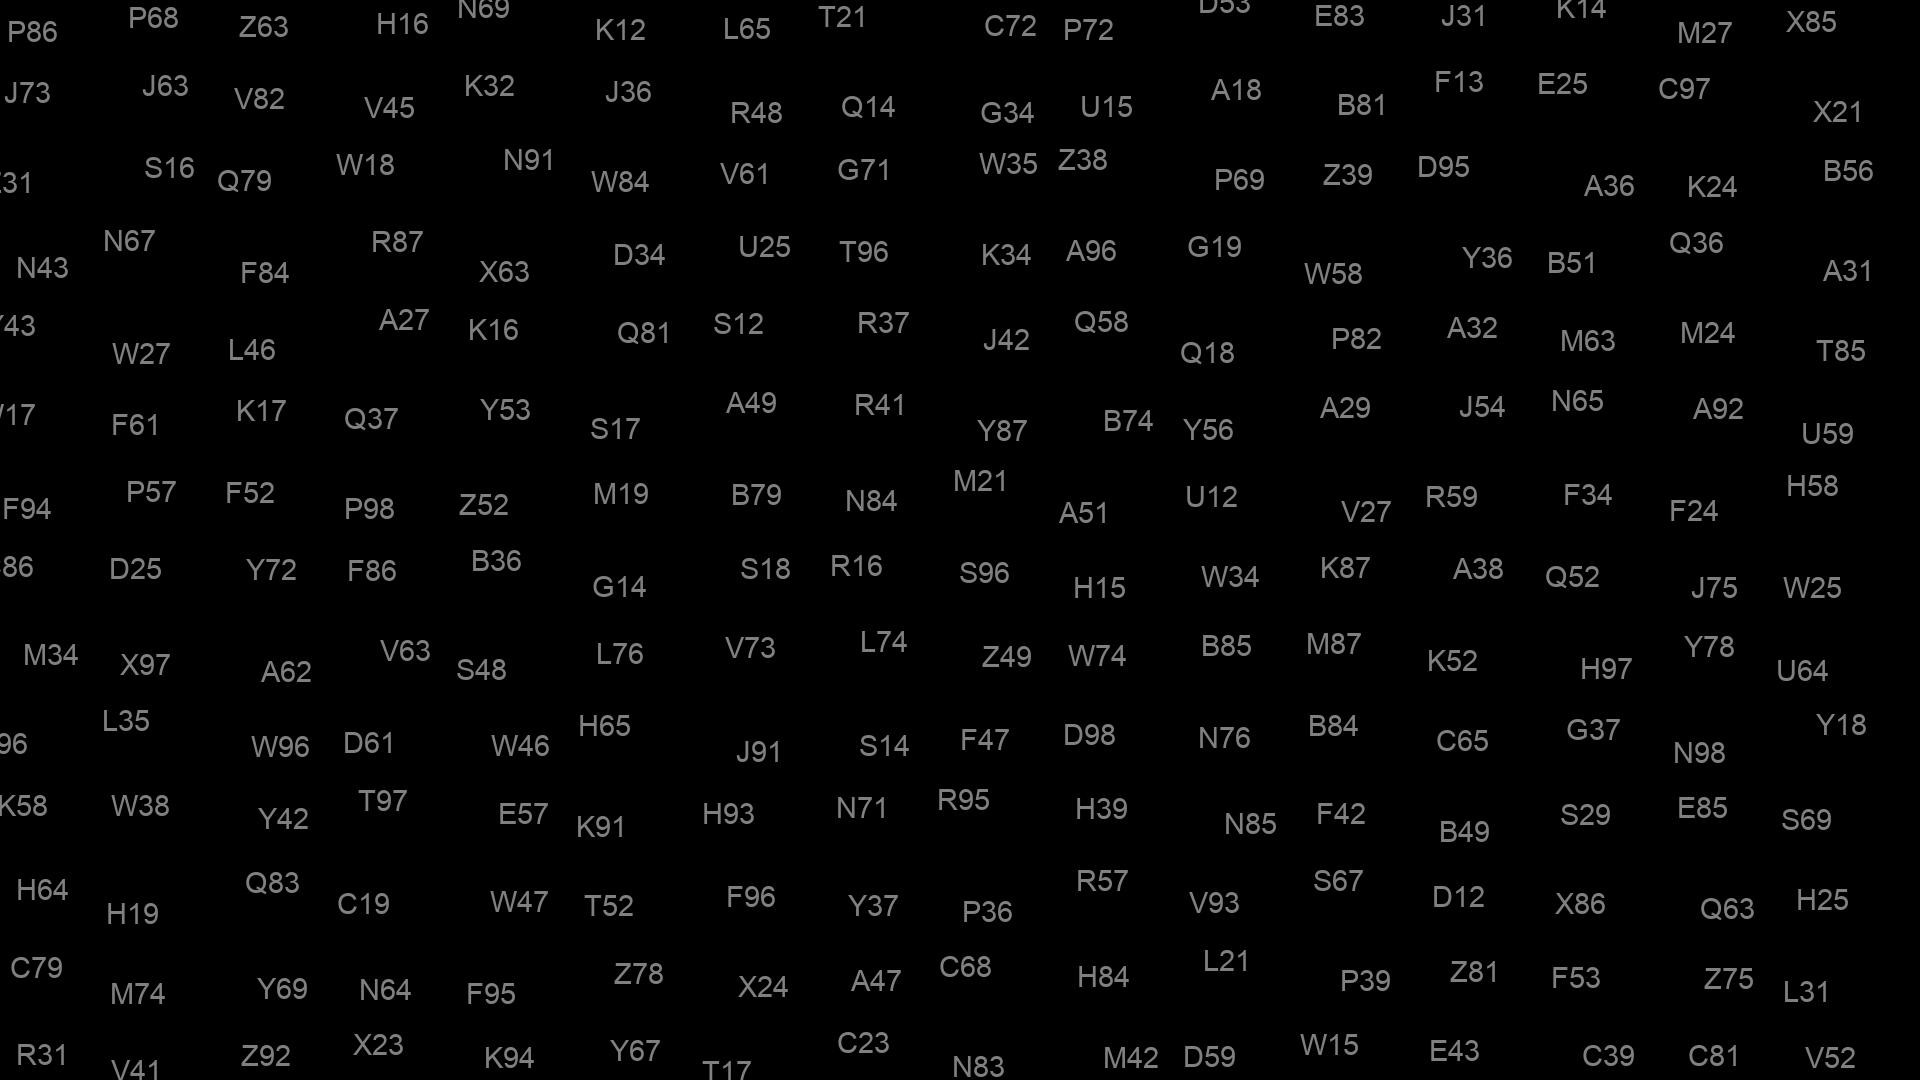 P86 P68 Z63 H16 N69 K12 L65 T21 C72 P72 D53 E83 J31 K14 M27 X85
J73 J63 V82 V45 K32 J36 R48 Q14 G34 U15 A18 B81 F13 E25 C97 X21
31 S16 Q79 W18 N91 W84 V61 G71 W35 Z38 P69 Z39 D95 A36 K24 B56
N43 N67 F84 R87 X63 D34 U25 T96 K34 A96 G19 W58 Y36 B51 Q36 A31
43 W27 L46 A27 K16 Q81 S12 R37 J42 Q58 Q18 P82 A32 M63 M24 T85
17 F61 K17 Q37 Y53 S17 A49 R41 Y87 B74 Y56 A29 J54 N65 A92 U59
F94 P57 F52 P98 Z52 M19 B79 N84 M21 A51 U12 V27 R59 F34 F24 H58
86 D25 Y72 F86 B36 G14 S18 R16 S96 H15 W34 K87 A38 Q52 J75 W25
M34 X97 A62 V63 S48 L76 V73 L74 Z49 W74 B85 M87 K52 H97 Y78 U64
96 L35 W96 D61 W46 H65 J91 S14 F47 D98 N76 B84 C65 G37 N98 Y18
K58 W38 Y42 T97 E57 K91 H93 N71 R95 H39 N85 F42 B49 S29 E85 S69
H64 H19 Q83 C19 W47 T52 F96 Y37 P36 R57 V93 S67 D12 X86 Q63 H25
C79 M74 Y69 N64 F95 Z78 X24 A47 C68 H84 L21 P39 Z81 F53 Z75 L31
R31 V41 Z92 X23 K94 Y67 T17 C23 N83 M42 D59 W15 E43 C39 C81 V52